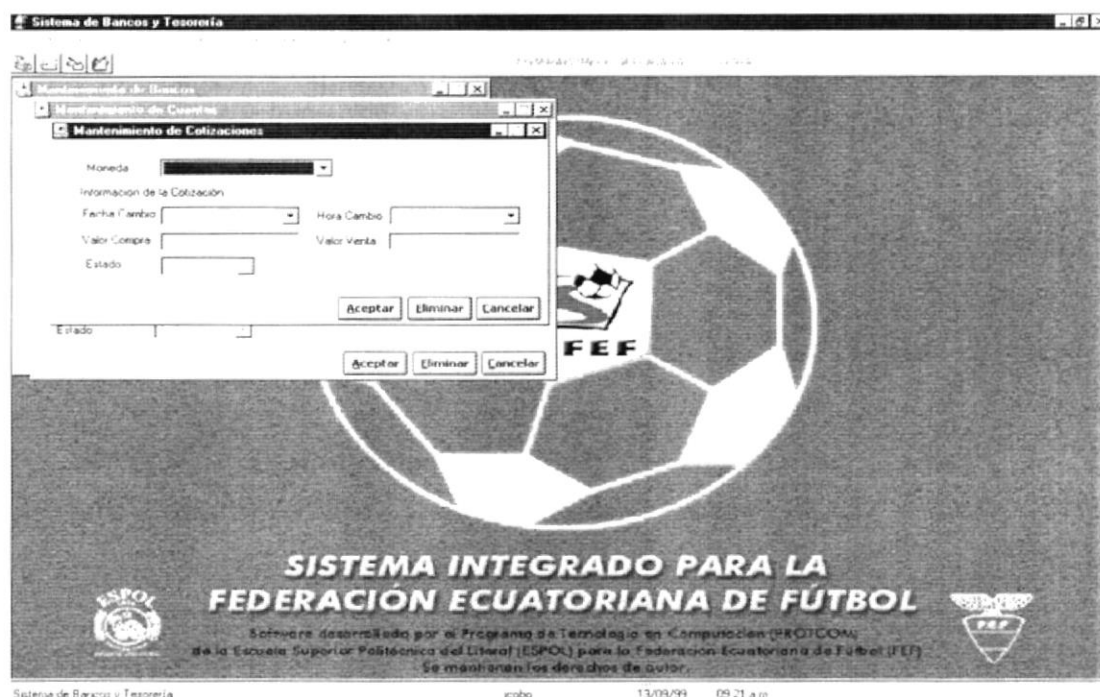 Sistema de Bancos y Tesorería
Mantenimiento de Bancos
Mantenimiento de Cuentas
Mantenimiento de Cotizaciones
Moneda
Información de la Cotización
Fecha Cambio
Hora Cambio
Valor Compra
Valor Venta
Estado
Aceptar Eliminar Cancelar
Estado
Aceptar Eliminar Cancelar
FEF
SISTEMA INTEGRADO PARA LA
FEDERACIÓN ECUATORIANA DE FÚTBOL
ESPOL
FEF
Software desarrollado por el Programa de Tecnología en Computación (PROTCOM)
de la Escuela Superior Politécnica del Litoral (ESPOL) para la Federación Ecuatoriana de Fútbol (FEF)
Se mantienen los derechos de autor.
Sistema de Bancos y Tesorería 13/09/99 09:21 a.m.